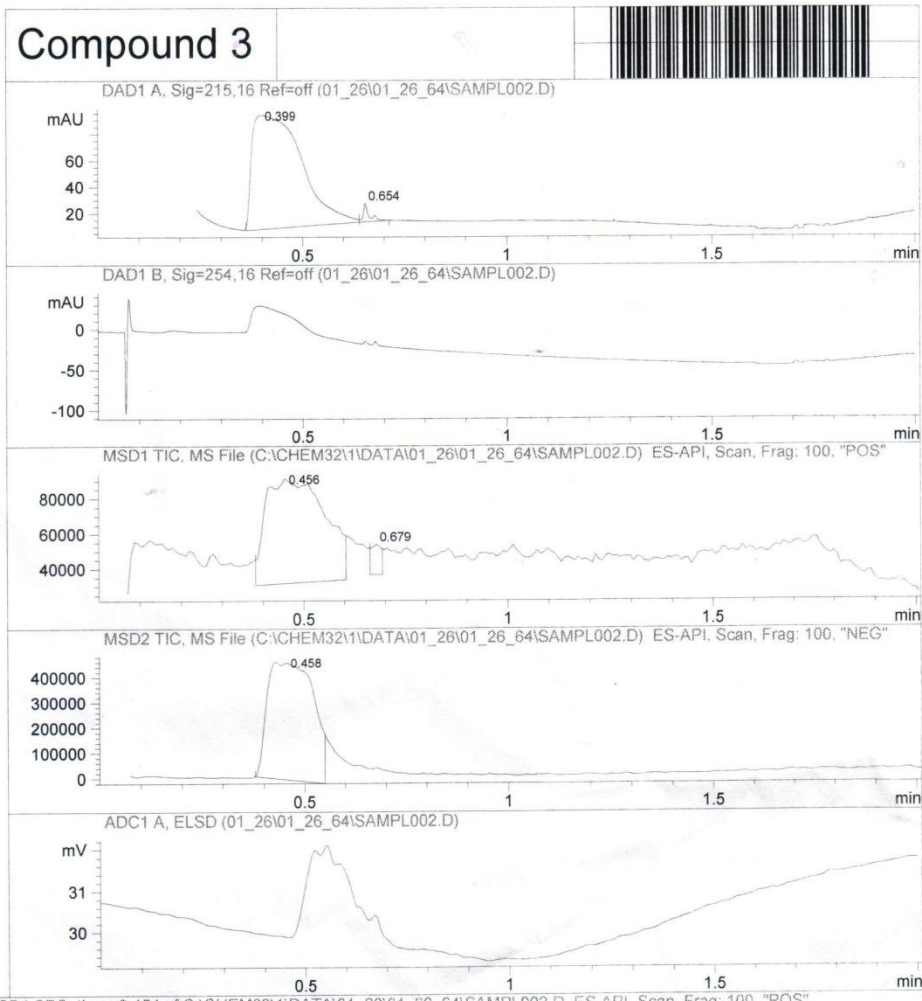 Compound 3
DAD1 A, Sig=215,16 Ref=off (01_26\01_26_64\SAMPL002.D)
mAU
0.399
60
40
0.654
20
0.5
1
1.5
min
DAD1 B, Sig=254,16 Ref=off (01_26\01_26_64\SAMPL002.D)
mAU
0
-50
-100
0.5
1
1.5
min
MSD1 TIC, MS File (C:\CHEM32\1\DATA\01_26\01_26_64\SAMPL002.D) ES-API, Scan, Frag: 100, "POS"
0.456
80000
60000
0.679
40000
0.5
1
1.5
min
MSD2 TIC, MS File (C:\CHEM32\1\DATA\01_26\01_26_64\SAMPL002.D) ES-API, Scan, Frag: 100, "NEG"
0.458
400000
300000
200000
100000
0
0.5
1
1.5
min
ADC1 A, ELSD (01_26\01_26_64\SAMPL002.D)
mV
31
30
0.5
1
1.5
min
ES-API, Scan, Frag: 100, "POS"